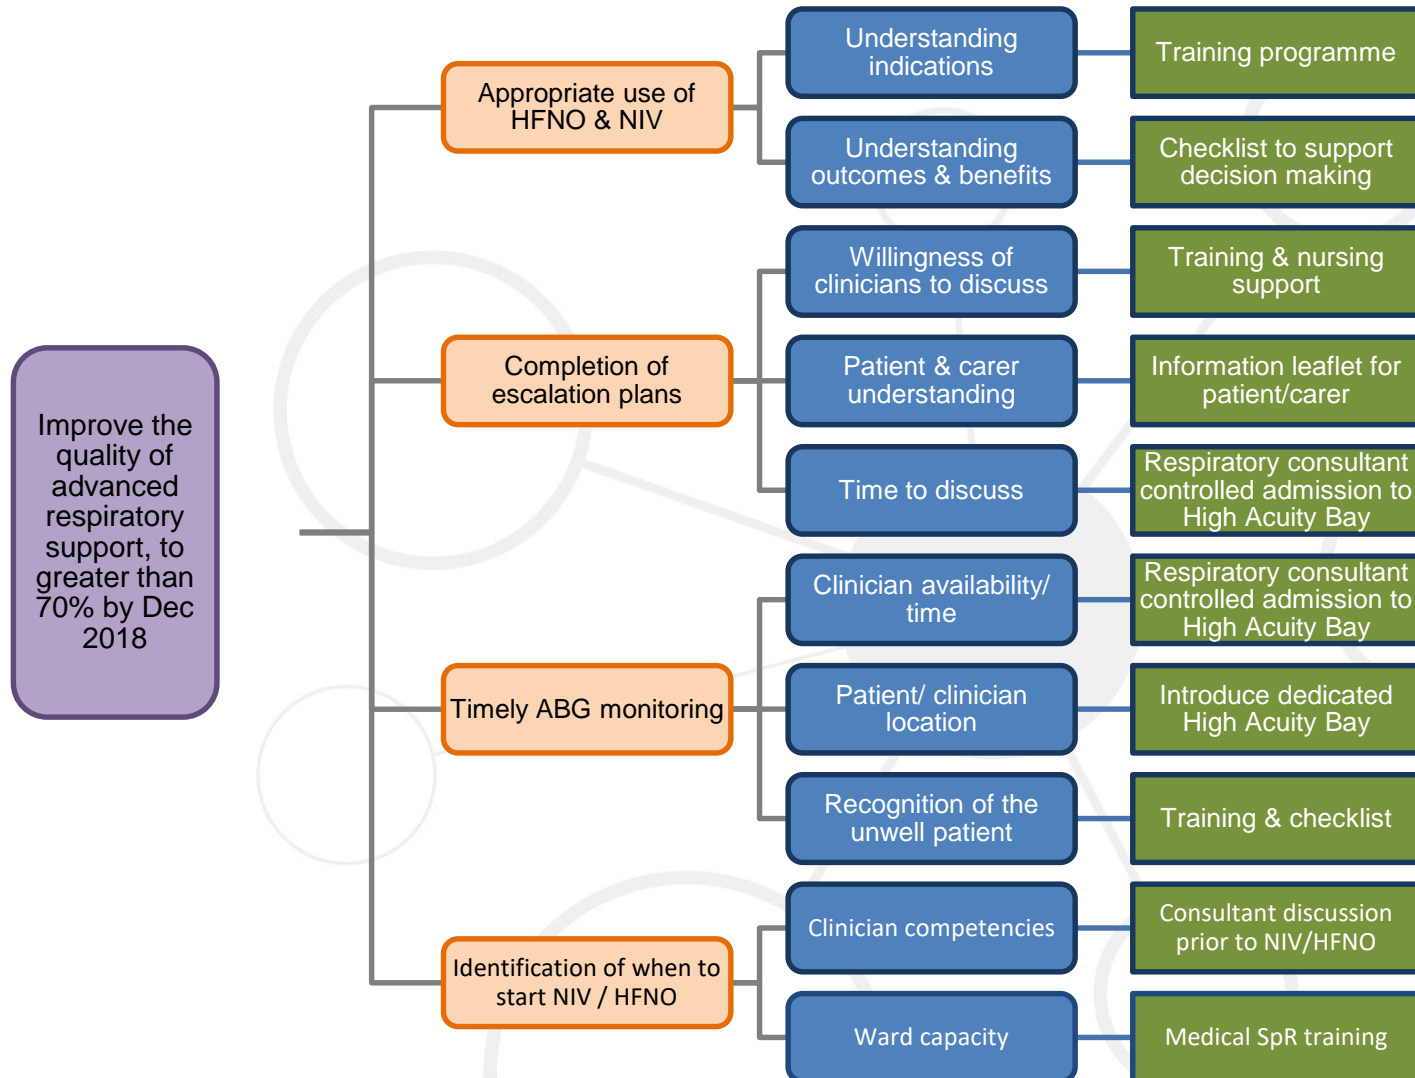 Improve the
quality of
advanced
respiratory
support, to
greater than
70% by Dec
2018
Appropriate use of
HFNO & NIV
Understanding
indications
Training programme
Understanding
outcomes & benefits
Checklist to support
decision making
Completion of
escalation plans
Willingness of
clinicians to discuss
Training & nursing
support
Patient & carer
understanding
Information leaflet for
patient/carer
Time to discuss
Respiratory consultant
controlled admission to
High Acuity Bay
Timely ABG monitoring
Clinician availability/
time
Respiratory consultant
controlled admission to
High Acuity Bay
Patient/ clinician
location
Introduce dedicated
High Acuity Bay
Recognition of the
unwell patient
Training & checklist
Identification of when to
start NIV / HFNO
Clinician competencies
Consultant discussion
prior to NIV/HFNO
Ward capacity
Medical SpR training